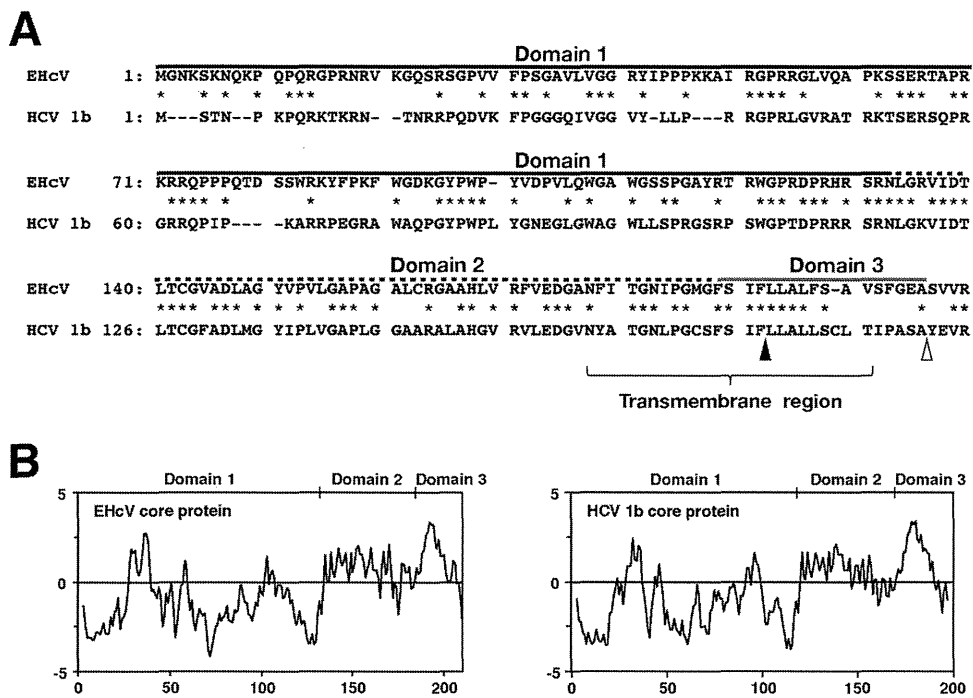 A
Domain 1
EHcV 1: MGNKSKNQKP QPQRGPRNRV KGQSRSGPVV FPSGAVLVGG RYIPPPKKAI RGPRRGLVQA PKSSERTAPR
* * * * *** * * ** * *** * * **** * * *** **
HCV 1b 1: M---STN--P KPQRKTKRN- -TNRRPQDVK FPGGGQIVGG VY-LLP---R RGPRLGVRAT RKTSERSQPR
Domain 1
EHcV 71: KRRQPPPQTD SSWRKYFPKF WGDKGYPWP- YVDPVLQWGA WGSSPGAYRT RWGPRDPRHR SRNLGRVIDT
**** * * * ***** * * * ** * ** * *** *** * ***** ****
HCV 1b 60: GRRQPIP--- -KARRPEGRA WAQPGYPWPL YGNEGLGWAG WLLSPRGSRP SWGPTDPRRR SRNLGKVIDT
Domain 2 Domain 3
EHcV 140: LTCGVADLAG YVPVLGAPAG ALCRGAAHLV RFVEDGANFI TGNIPGMGFS IFLLALFS-A VSFGEASVVR
HCV 1b 126: LTCGFADLMG YIPLVGAPLG GAARALAHGV RVLEDGVNYA TGNLPGCSFS IFLLALLSCL TIPASAYEVR
Transmembrane region
B
Domain 1 Domain 2 Domain 3
5
EHcV core protein
0
-5
0 50 100 150 200
Domain 1 Domain 2 Domain 3
5
HCV 1b core protein
0
-5
0 50 100 150 200